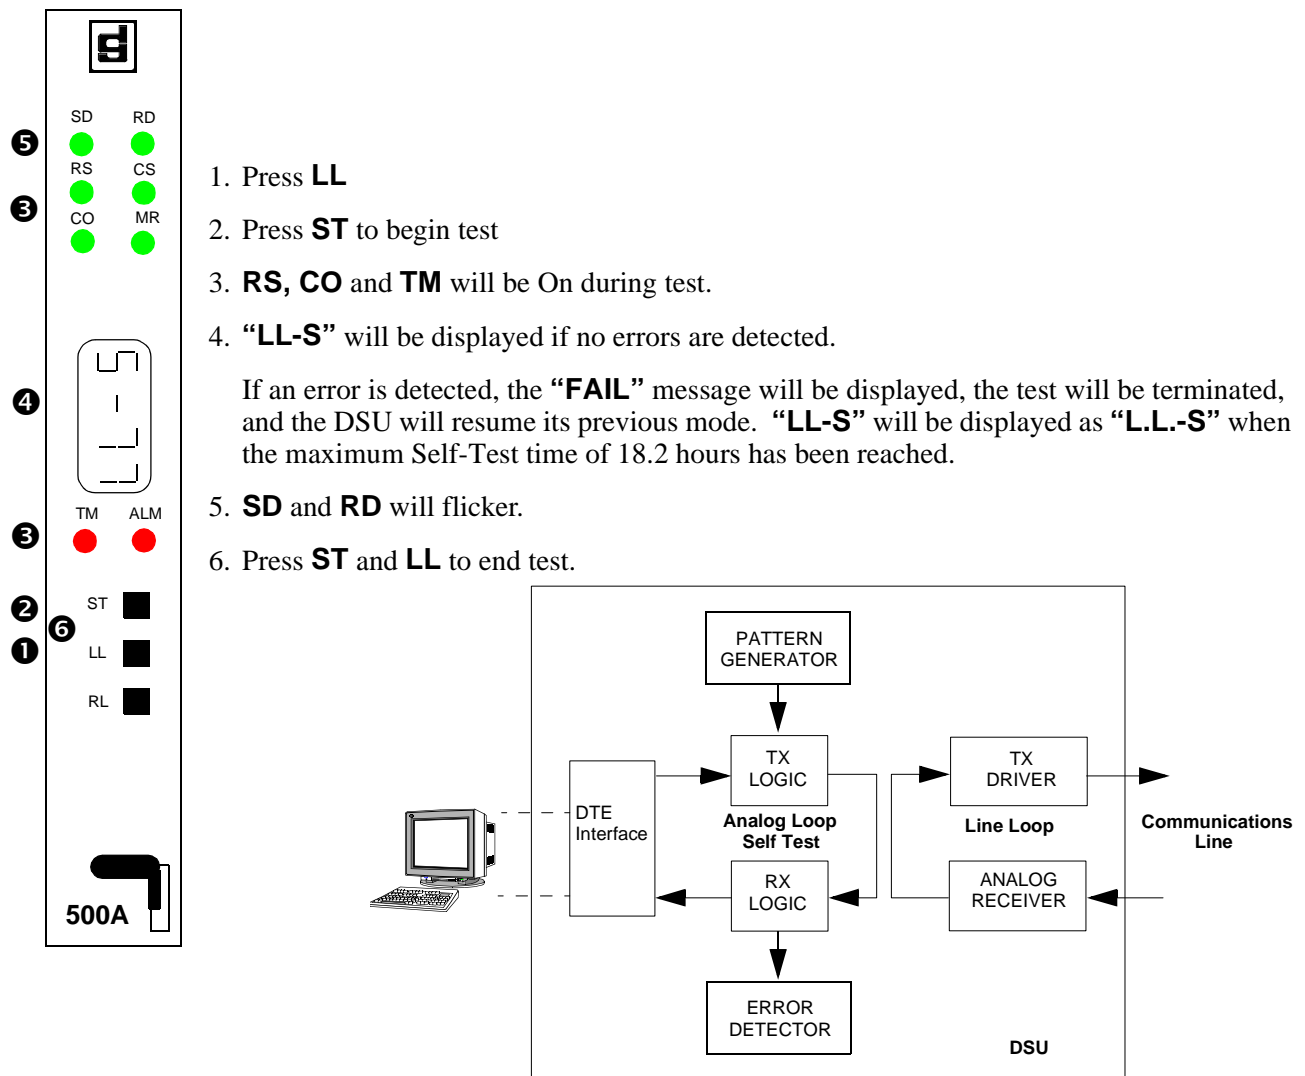 SD RD
❺
RS CS
❸
CO MR
❹
LL-S
TM ALM
❸
❷ ST
❻
❶ LL
RL
500A
1. Press LL
2. Press ST to begin test
3. RS, CO and TM will be On during test.
4. “LL-S” will be displayed if no errors are detected.
If an error is detected, the “FAIL” message will be displayed, the test will be terminated,
and the DSU will resume its previous mode. “LL-S” will be displayed as “L.L.-S” when
the maximum Self-Test time of 18.2 hours has been reached.
5. SD and RD will flicker.
6. Press ST and LL to end test.
PATTERN
GENERATOR
TX
LOGIC
TX
DRIVER
DTE
Interface
Analog Loop
Self Test
Line Loop
Communications
Line
RX
LOGIC
ANALOG
RECEIVER
ERROR
DETECTOR
DSU